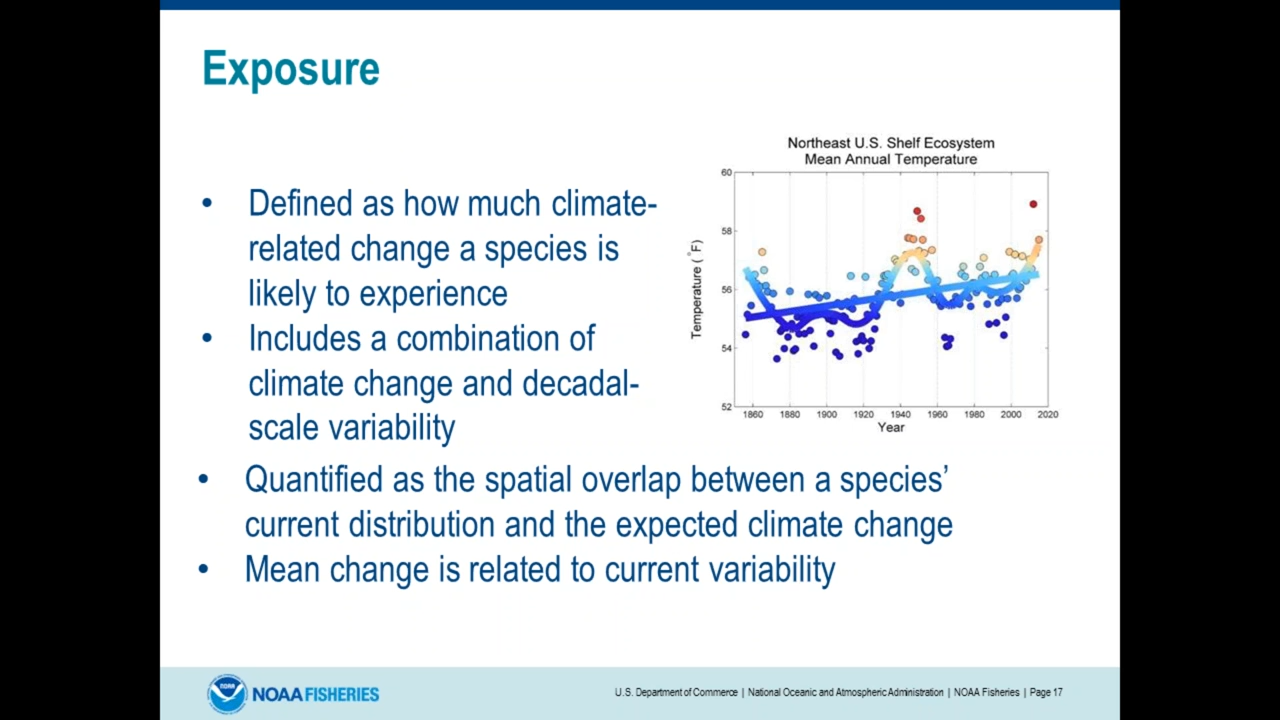 Exposure
• Defined as how much climate-
related change a species is
likely to experience
• Includes a combination of
climate change and decadal-
scale variability
Northeast U.S. Shelf Ecosystem
Mean Annual Temperature
Temperature (°F)
60
58
56
54
52
1860 1880 1900 1920 1940 1960 1980 2000 2020
Year
• Quantified as the spatial overlap between a species’
current distribution and the expected climate change
• Mean change is related to current variability
NOAA
NOAA FISHERIES
U.S. Department of Commerce | National Oceanic and Atmospheric Administration | NOAA Fisheries | Page 17